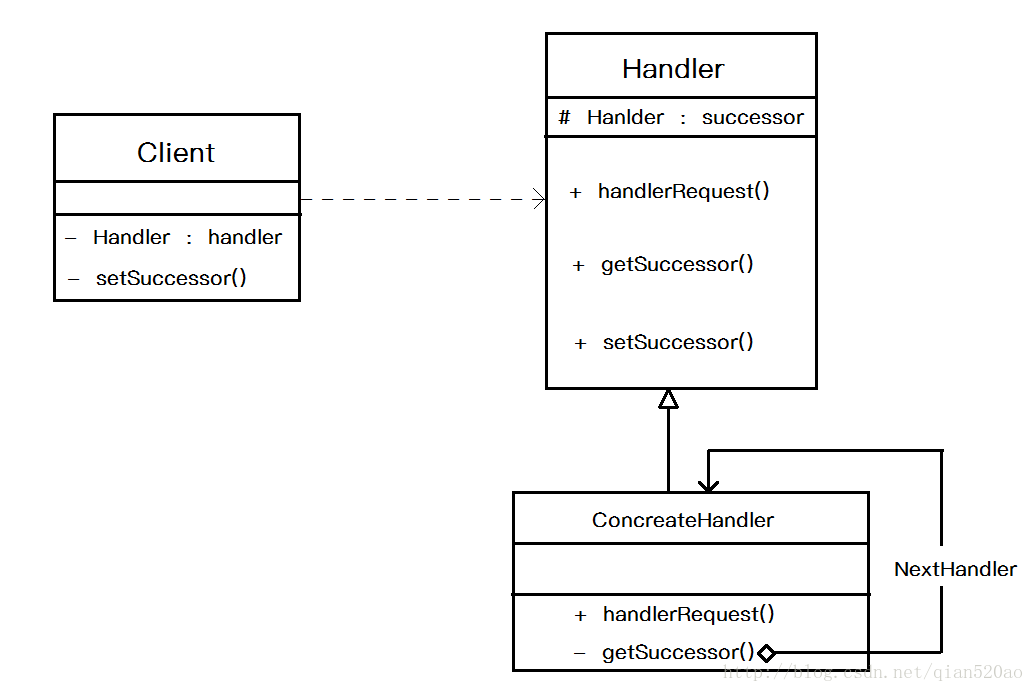 Client
- Handler : handler
- setSuccessor()
Handler
# Hanlder : successor
+ handlerRequest()
+ getSuccessor()
+ setSuccessor()
ConcreateHandler
+ handlerRequest()
- getSuccessor()
NextHandler
http://blog.csdn.net/qian520ao